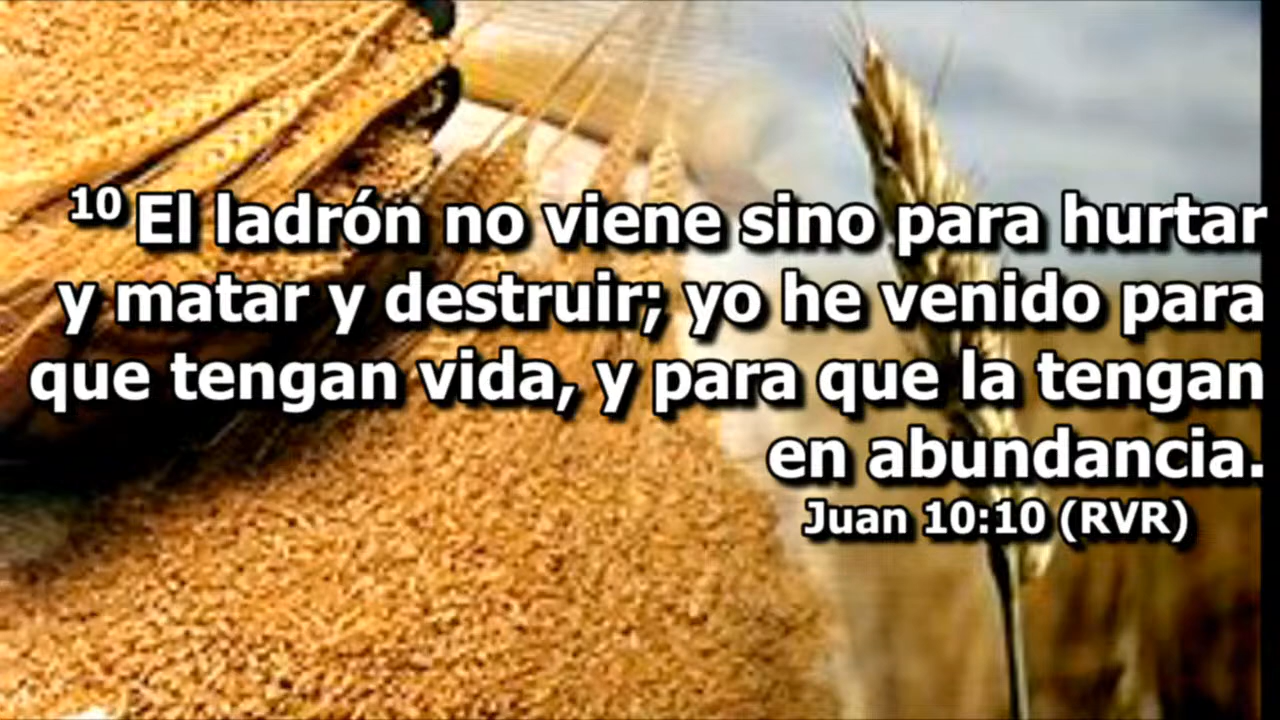 10 El ladrón no viene sino para hurtar
y matar y destruir; yo he venido para
que tengan vida, y para que la tengan
en abundancia.
Juan 10:10 (RVR)